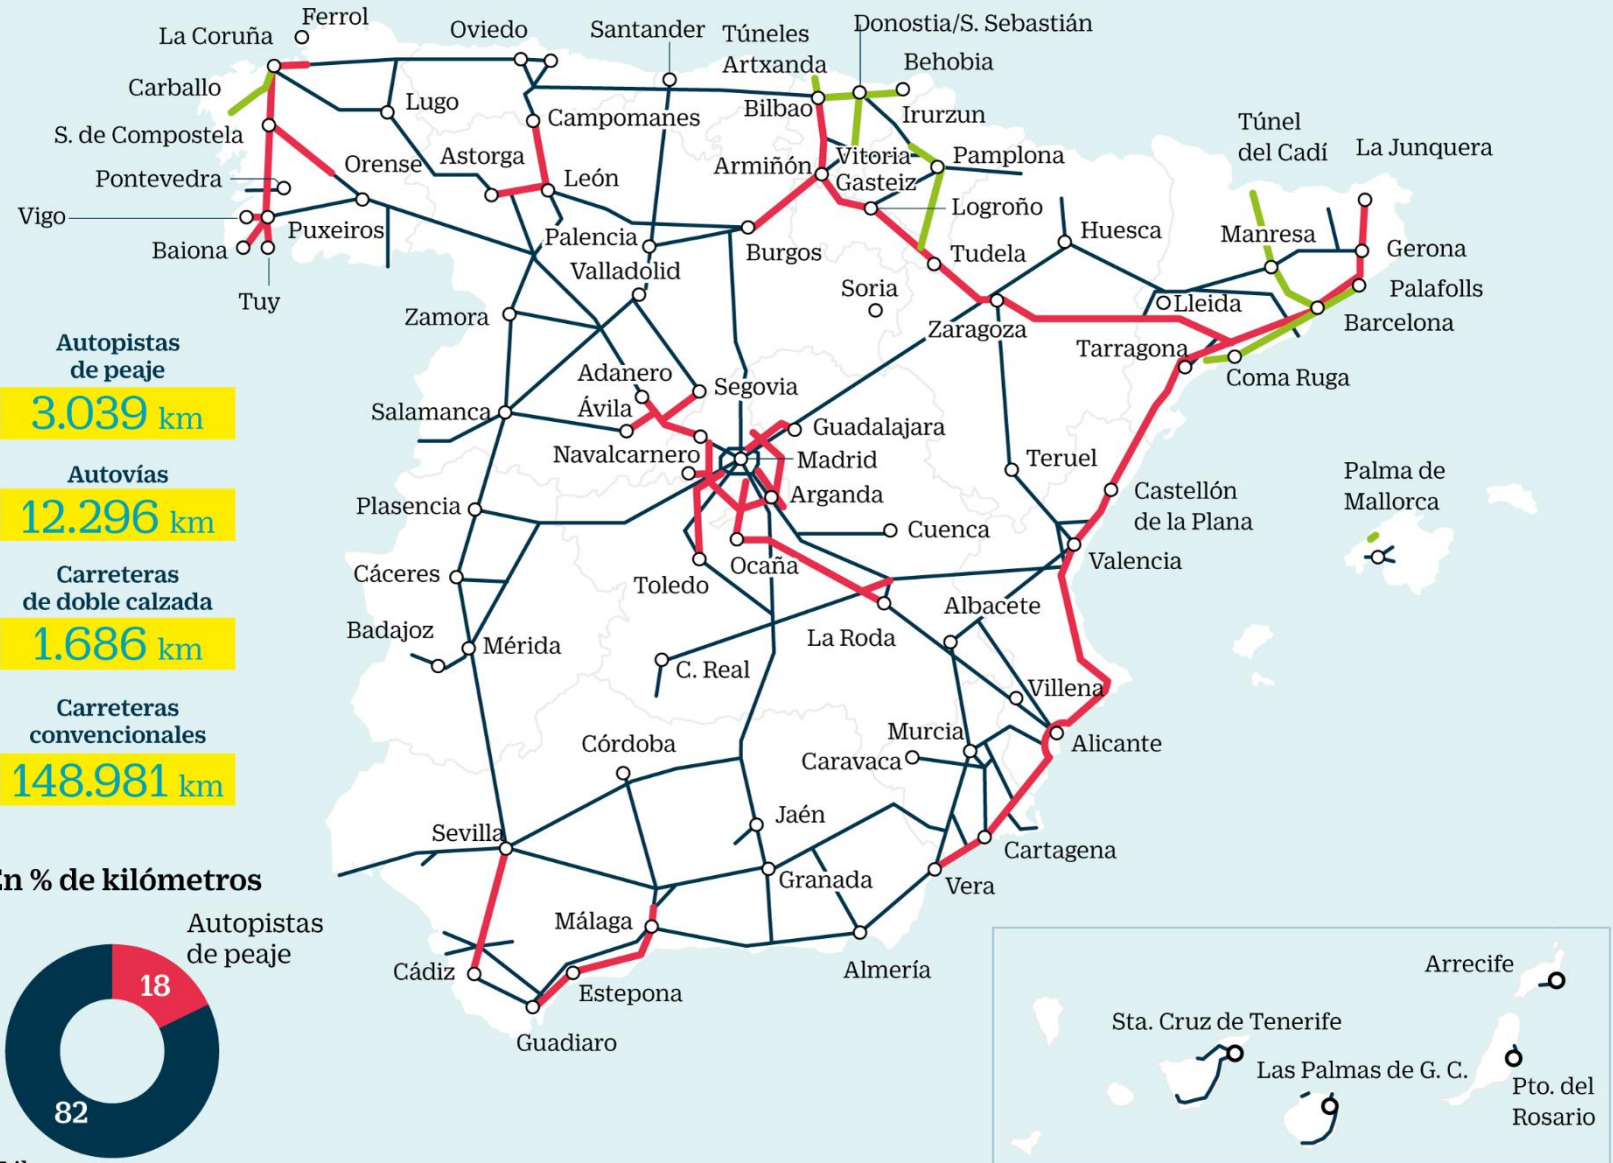 Ferrol
La Coruña
Oviedo
Santander
Túneles
Artxanda
Donostia/S. Sebastián
Behobia
Carballo
Lugo
Campomanes
Bilbao
Irurzun
Túnel
del Cadí
La Junquera
S. de Compostela
Orense
Astorga
León
Armiñón
Vitoria
Gasteiz
Pamplona
Pontevedra
Vigo
Puxeiros
Baiona
Tuy
Palencia
Burgos
Logroño
Tudela
Huesca
Manresa
Gerona
Palafolls
Valladolid
Soria
Zaragoza
Lleida
Barcelona
Zamora
Tarragona
Coma Ruga
Autopistas
de peaje
3.039 km
Adanero
Segovia
Salamanca
Ávila
Guadalajara
Navalcarnero
Madrid
Teruel
Arganda
Castellón
de la Plana
Palma de
Mallorca
Autovías
12.296 km
Plasencia
Cuenca
Valencia
Ocaña
Toledo
Cáceres
Carreteras
de doble calzada
1.686 km
Albacete
La Roda
Badajoz
Mérida
C. Real
Villena
Carreteras
convencionales
148.981 km
Murcia
Alicante
Córdoba
Caravaca
Jaén
Sevilla
Cartagena
Granada
Vera
Málaga
Almería
Cádiz
Estepona
Guadiaro
En % de kilómetros
Autopistas
de peaje
18
82
Arrecife
Sta. Cruz de Tenerife
Las Palmas de G. C.
Pto. del
Rosario